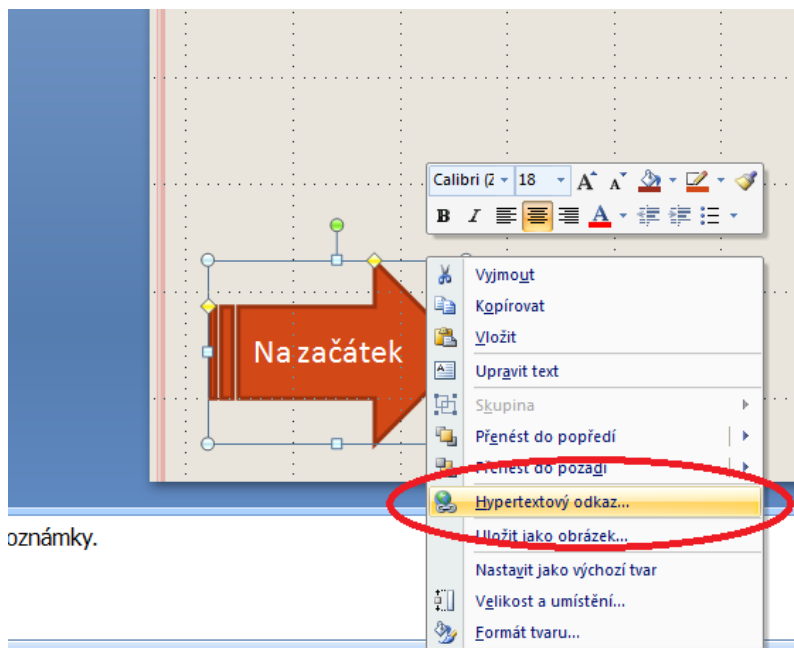 Calibri (Z 18 A A
B I A
Vyjmout
Kopírovat
Vložit
Na začátek
Upravit text
Skupina
Přenést do popředí
Přenést do pozadí
Hypertextový odkaz...
Uložit jako obrázek...
oznámky.
Nastavit jako výchozí tvar
Velikost a umístění...
Formát tvaru...